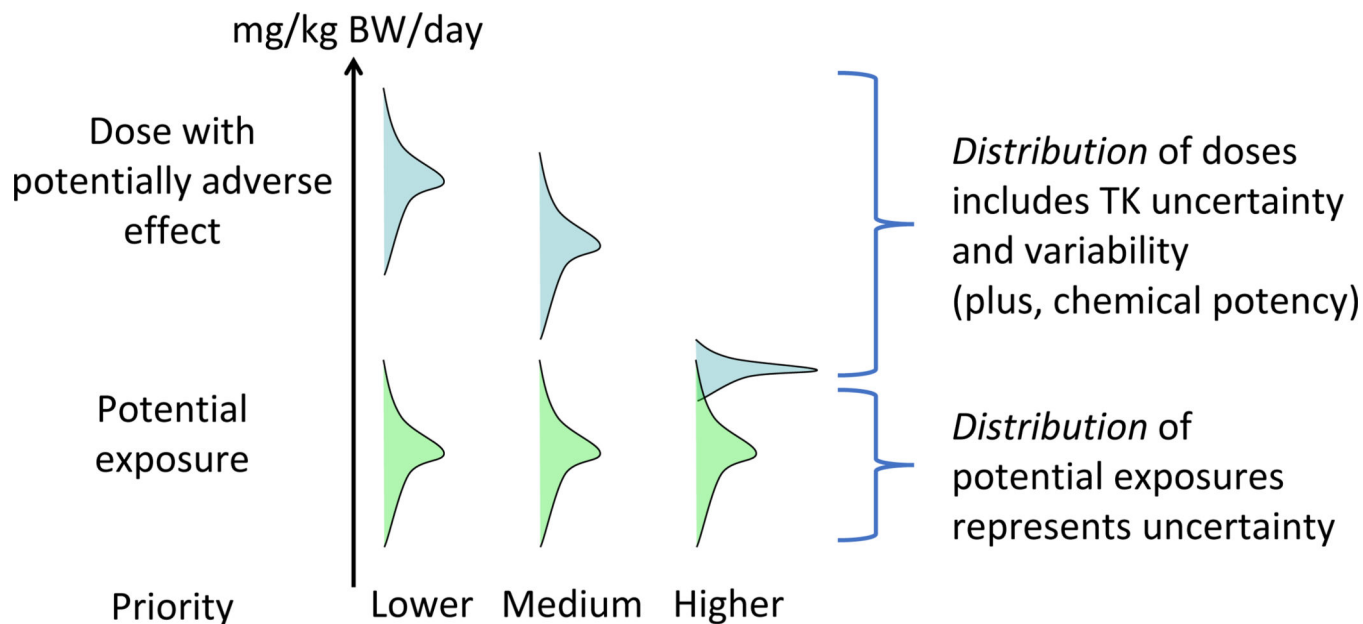 mg/kg BW/day
Dose with
potentially adverse
effect
Distribution of doses
includes TK uncertainty
and variability
(plus, chemical potency)
Potential
exposure
Distribution of
potential exposures
represents uncertainty
Priority
Lower
Medium
Higher